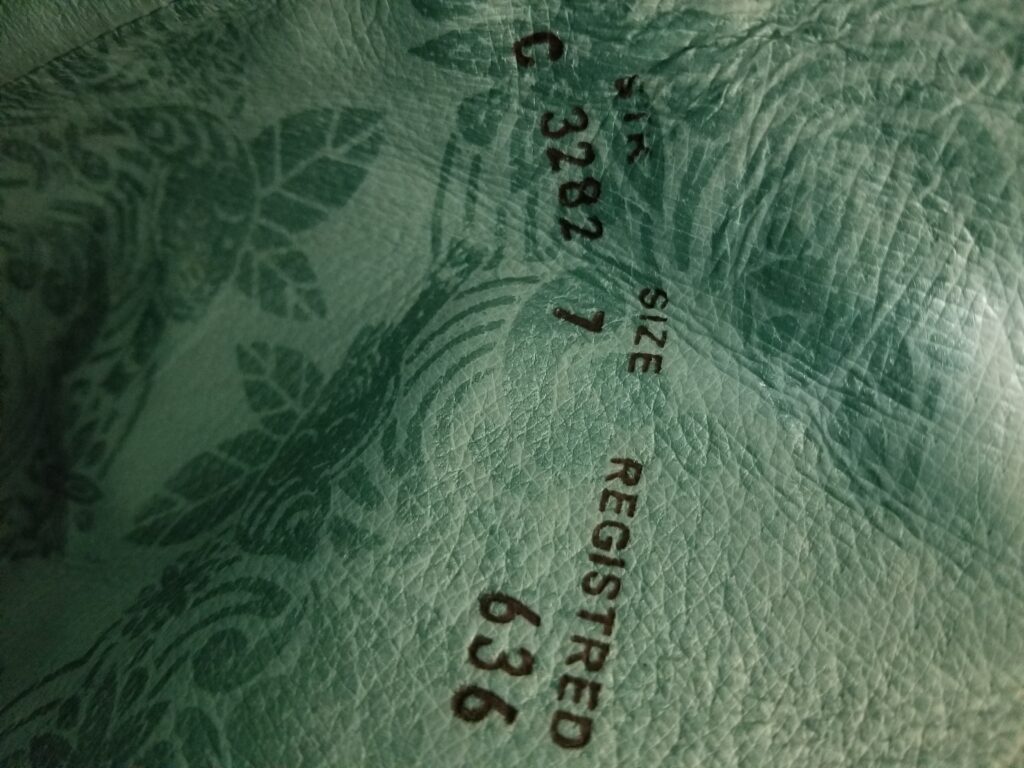 SIZE REGISTRED
C 3282 7 636